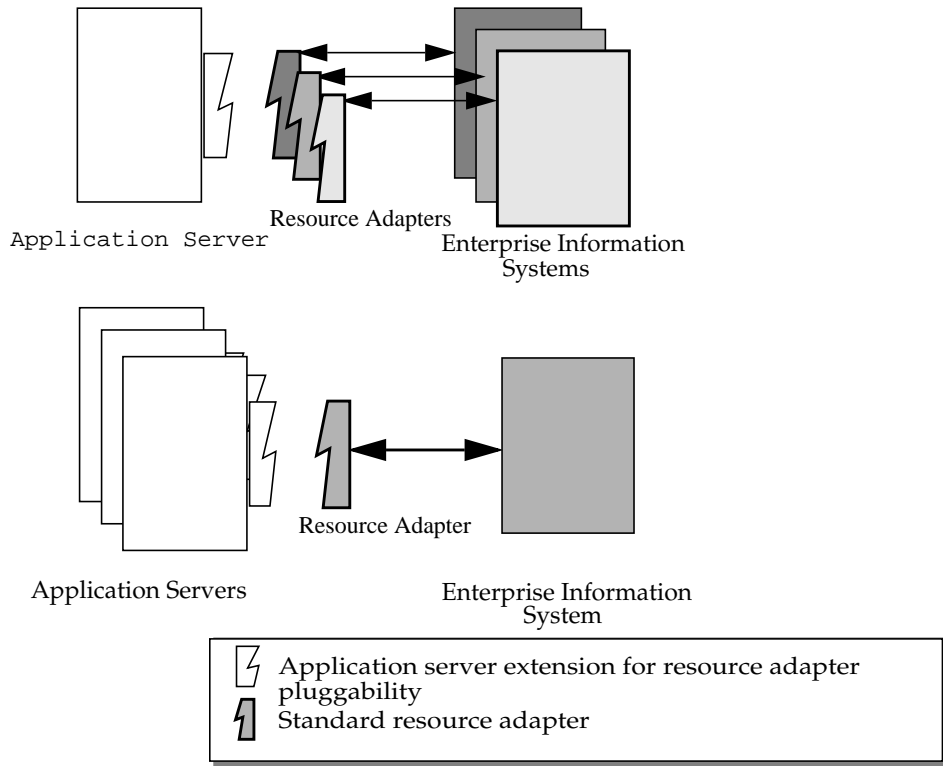 Resource Adapters
Application Server
Enterprise Information
Systems
Resource Adapter
Application Servers
Enterprise Information
System
Application server extension for resource adapter
pluggability
Standard resource adapter